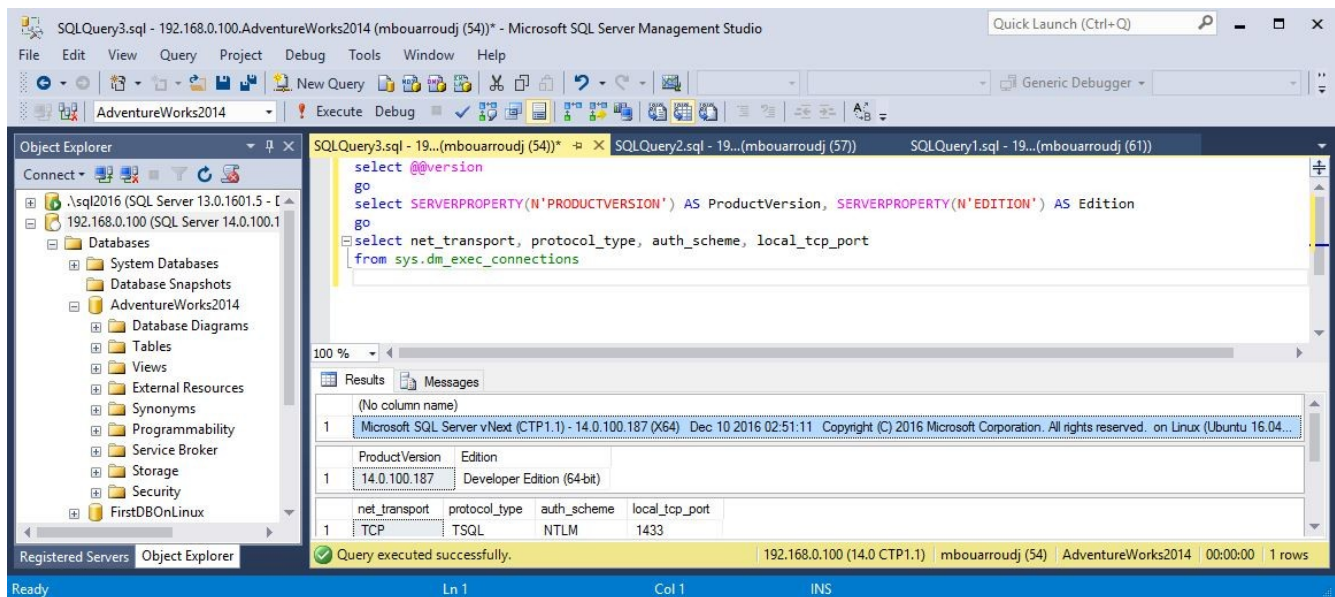 SQLQuery3.sql - 192.168.0.100.AdventureWorks2014 (mbouarroudj (54))* - Microsoft SQL Server Management Studio
Quick Launch (Ctrl+Q)
File Edit View Query Project Debug Tools Window Help
New Query
Generic Debugger
AdventureWorks2014
Execute Debug
Object Explorer
Connect
.\sql2016 (SQL Server 13.0.1601.5 - D
192.168.0.100 (SQL Server 14.0.100.1
Databases
System Databases
Database Snapshots
AdventureWorks2014
Database Diagrams
Tables
Views
External Resources
Synonyms
Programmability
Service Broker
Storage
Security
FirstDBOnLinux
Registered Servers Object Explorer
SQLQuery3.sql - 19...(mbouarroudj (54))* SQLQuery2.sql - 19...(mbouarroudj (57)) SQLQuery1.sql - 19...(mbouarroudj (61))
select @@version
go
select SERVERPROPERTY(N'PRODUCTVERSION') AS ProductVersion, SERVERPROPERTY(N'EDITION') AS Edition
go
select net_transport, protocol_type, auth_scheme, local_tcp_port
from sys.dm_exec_connections
100 %
Results Messages
(No column name)
1 Microsoft SQL Server vNext (CTP1.1) - 14.0.100.187 (X64) Dec 10 2016 02:51:11 Copyright (C) 2016 Microsoft Corporation. All rights reserved. on Linux (Ubuntu 16.04...
ProductVersion Edition
1 14.0.100.187 Developer Edition (64-bit)
net_transport protocol_type auth_scheme local_tcp_port
1 TCP TSQL NTLM 1433
Query executed successfully. 192.168.0.100 (14.0 CTP1.1) mbouarroudj (54) AdventureWorks2014 00:00:00 1 rows
Ready Ln 1 Col 1 INS